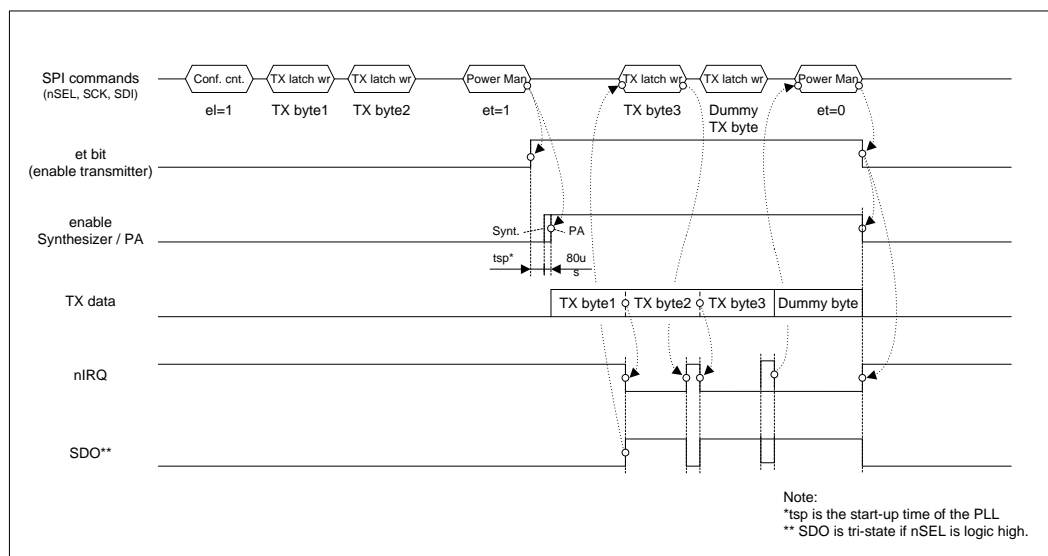 SPI commands
(nSEL, SCK, SDI)
Conf. cnt.
TX latch wr
TX latch wr
Power Man
TX latch wr
TX latch wr
Power Man
el=1
TX byte1
TX byte2
et=1
TX byte3
Dummy
TX byte
et=0
et bit
(enable transmitter)
enable
Synthesizer / PA
Synt.
PA
tsp*
80u
s
TX data
TX byte1
TX byte2
TX byte3
Dummy byte
nIRQ
SDO**
Note:
*tsp is the start-up time of the PLL
** SDO is tri-state if nSEL is logic high.